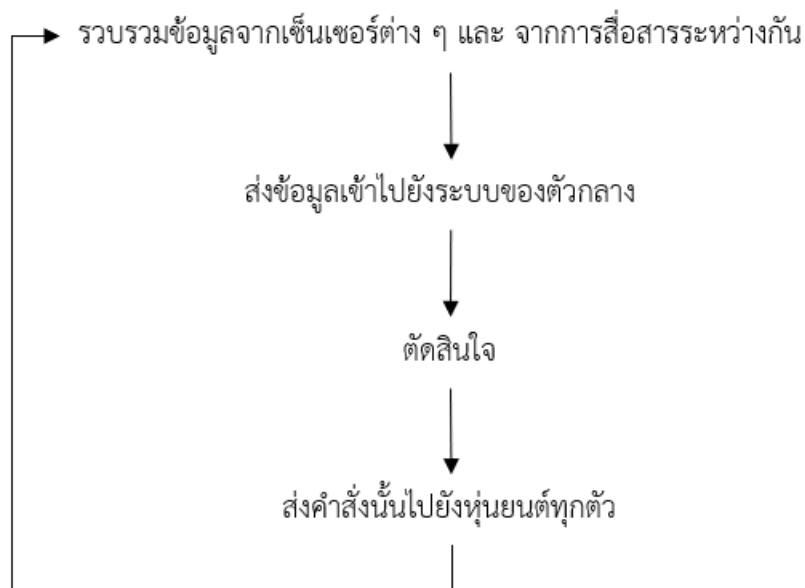 รวบรวมข้อมูลจากเซ็นเซอร์ต่าง ๆ และ จากการสื่อสารระหว่างกัน
ส่งข้อมูลเข้าไปยังระบบของตัวกลาง
ตัดสินใจ
ส่งคำสั่งนั้นไปยังหุ่นยนต์ทุกตัว